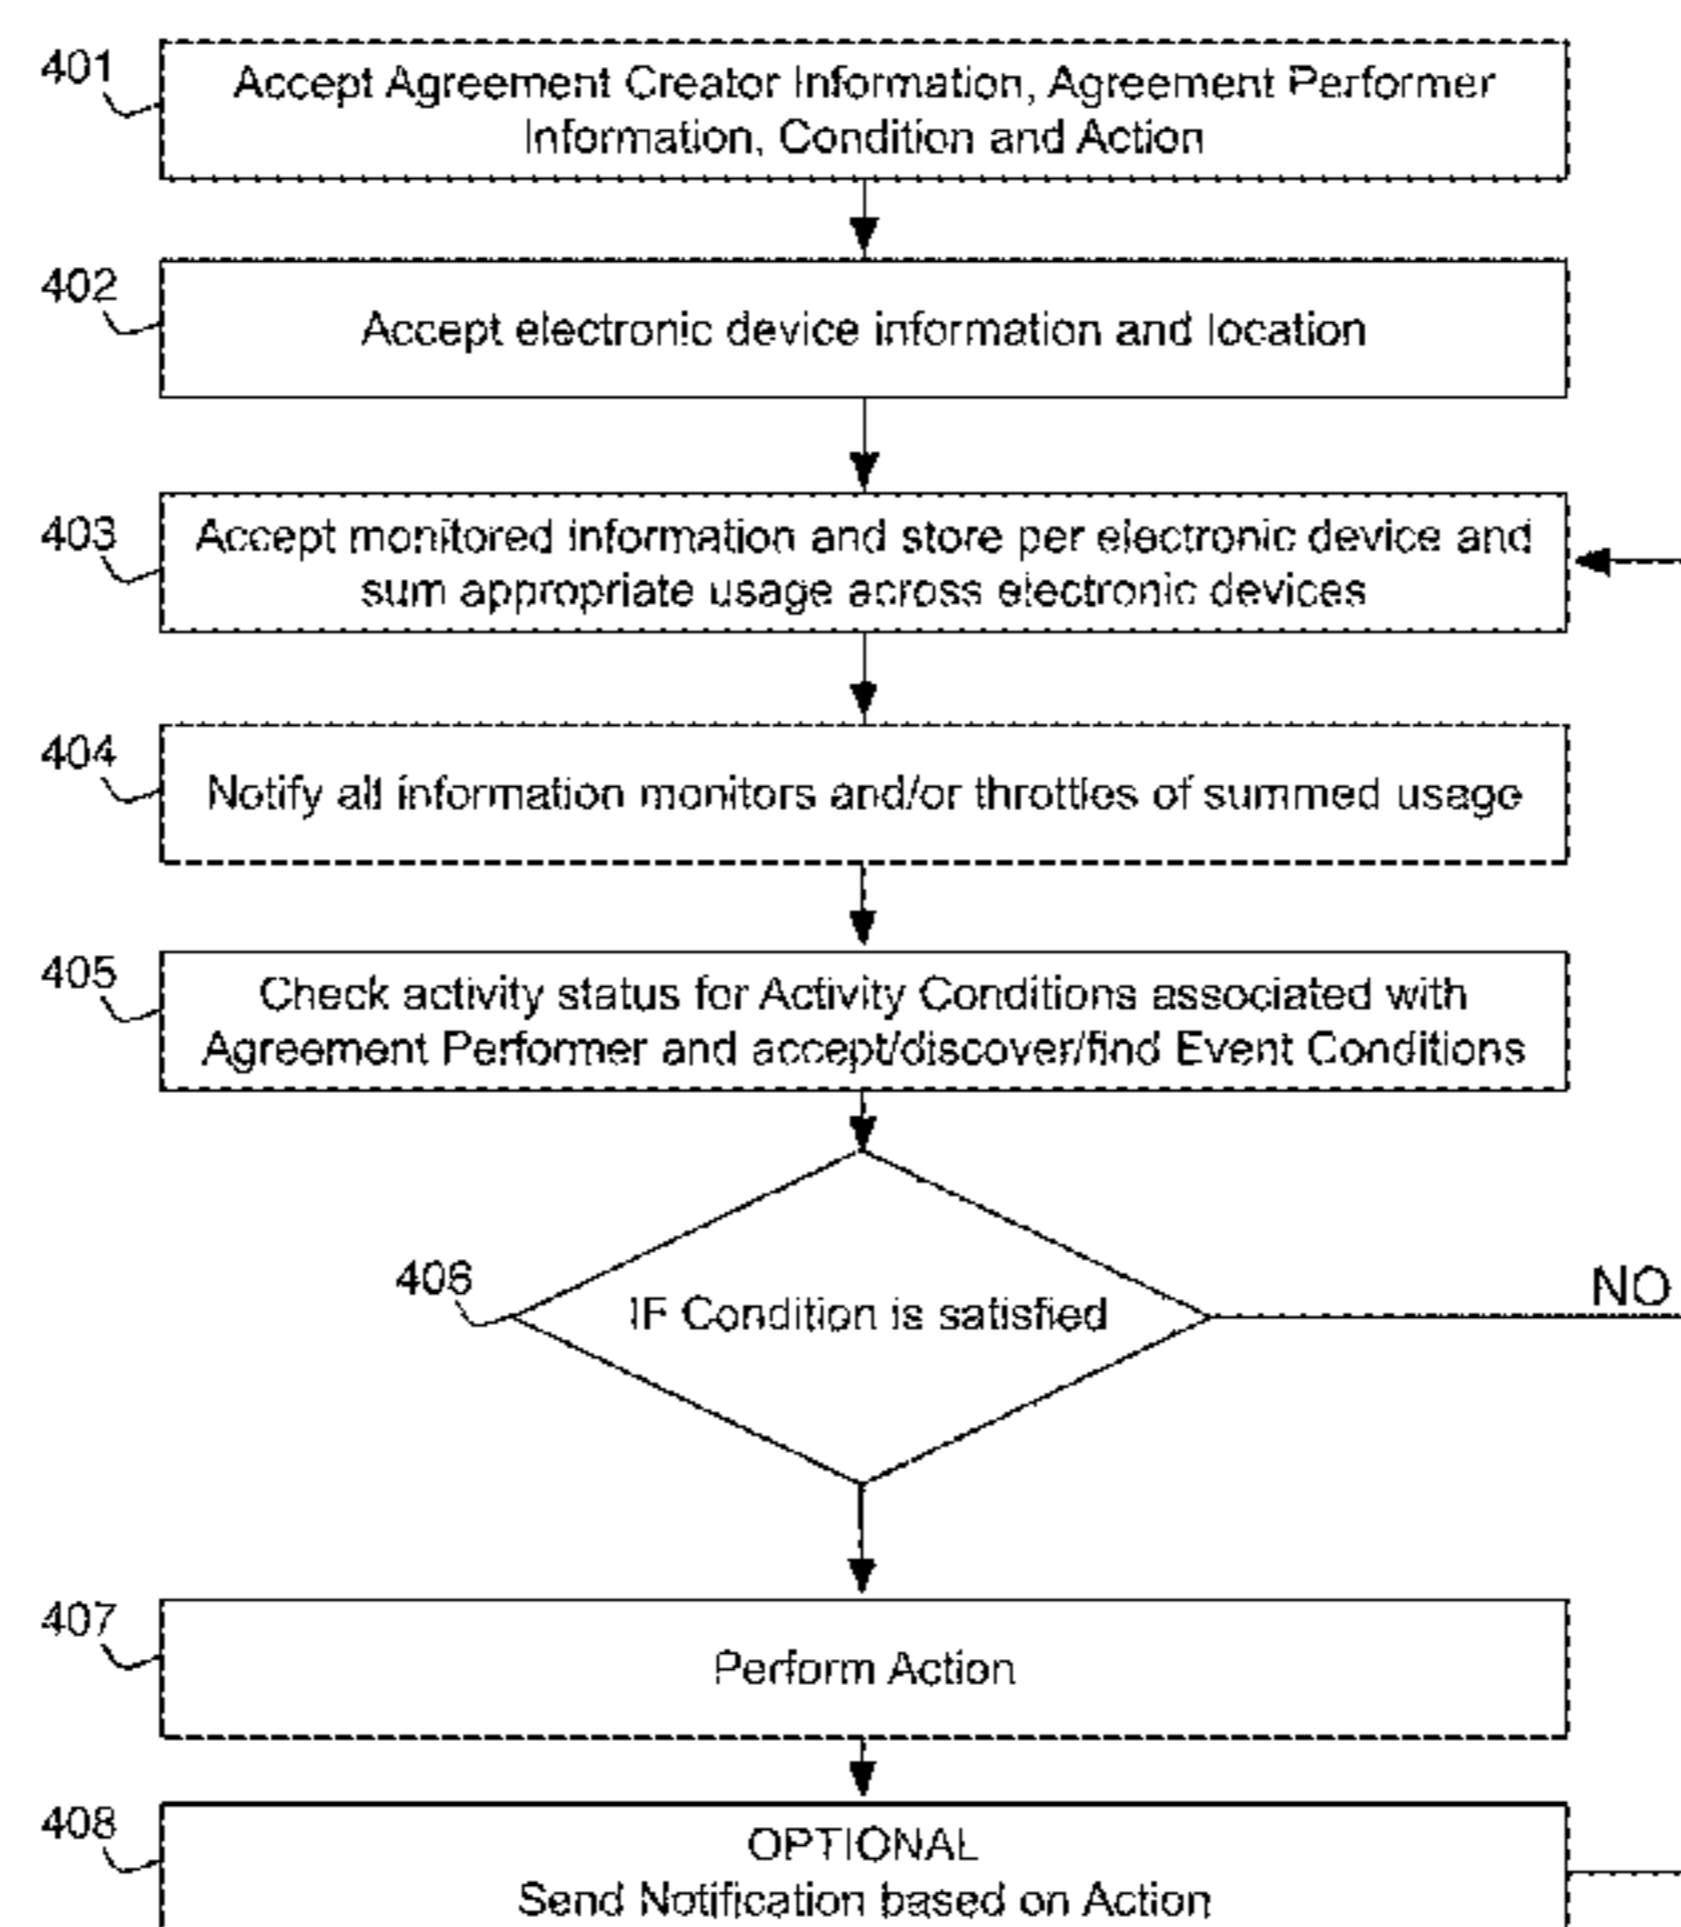 401
Accept Agreement Creator Information, Agreement Performer
Information, Condition and Action
402
Accept electronic device information and location
403
Accept monitored information and store per electronic device and
sum appropriate usage across electronic devices
404
Notify all information monitors and/or throttles of summed usage
405
Check activity status for Activity Conditions associated with
Agreement Performer and accept/discover/find Event Conditions
406
IF Condition is satisfied
NO
407
Perform Action
408
OPTIONAL
Send Notification based on Action